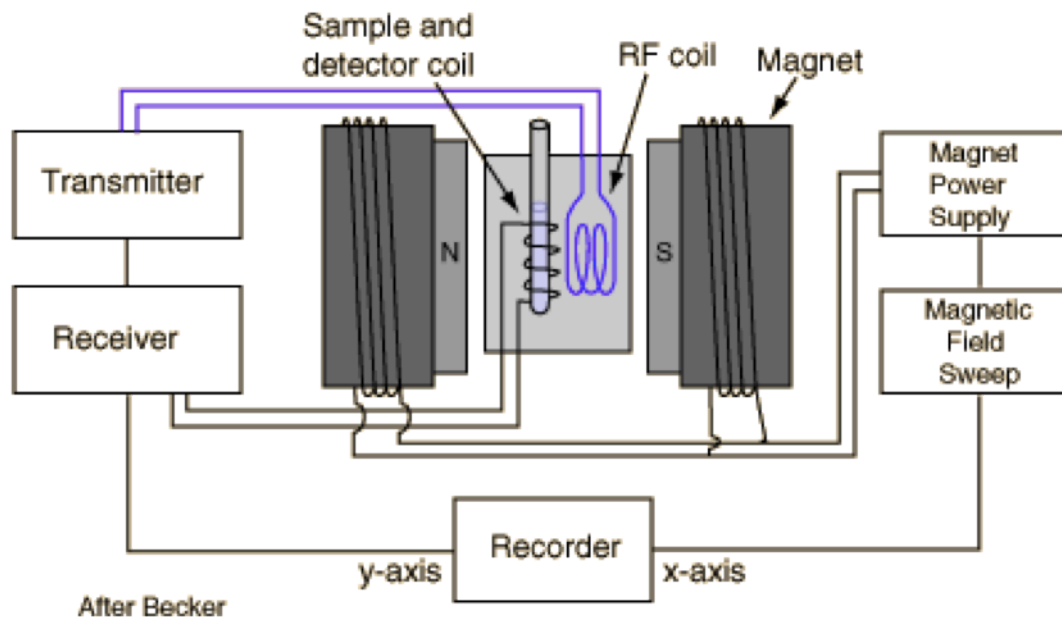 Sample and
detector coil
RF coil
Magnet
Transmitter
Magnet
Power
Supply
N
S
Receiver
Magnetic
Field
Sweep
Recorder
y-axis
x-axis
After Becker